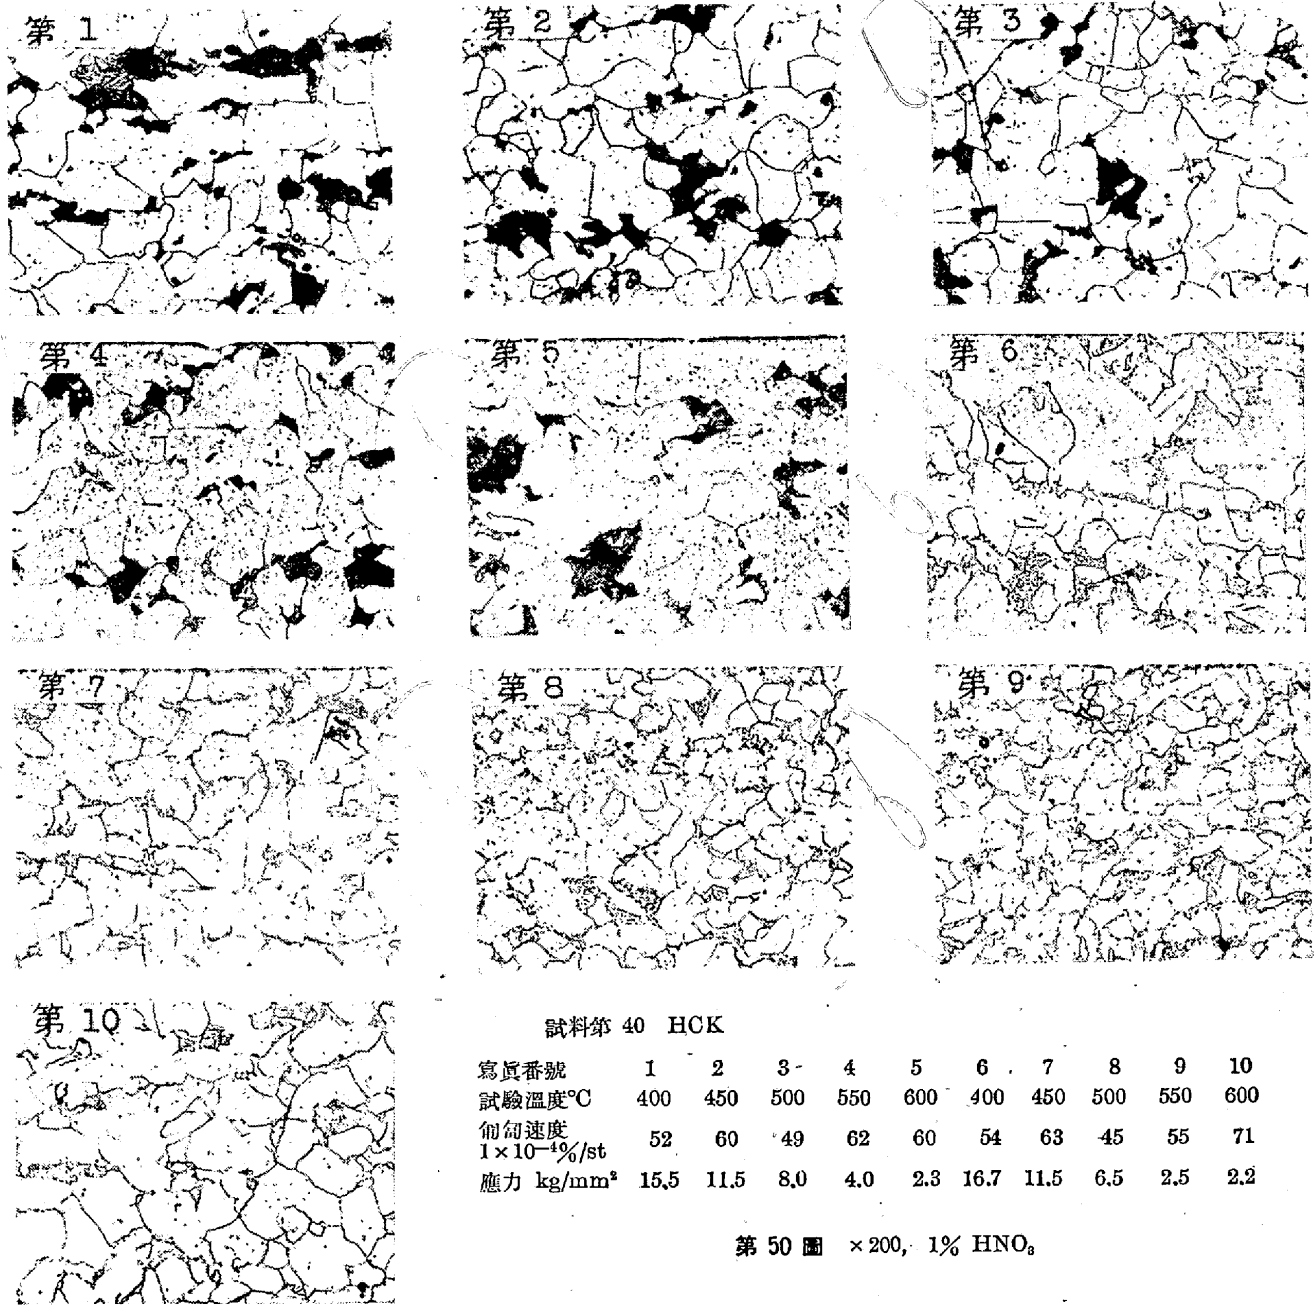 第 1
第 2
第 3
第 4
第 5
第 6
第 7
第 8
第 9
第 10
試料第 40 HCK
寫眞番號 1 2 3 4 5 6 7 8 9 10
試驗溫度℃ 400 450 500 550 600 400 450 500 550 600
匍匐速度
1×10−4%/st 52 60 49 62 60 54 63 45 55 71
應力 kg/mm² 15.5 11.5 8.0 4.0 2.3 16.7 11.5 6.5 2.5 2.2
第 50 圖 ×200, 1% HNO₃